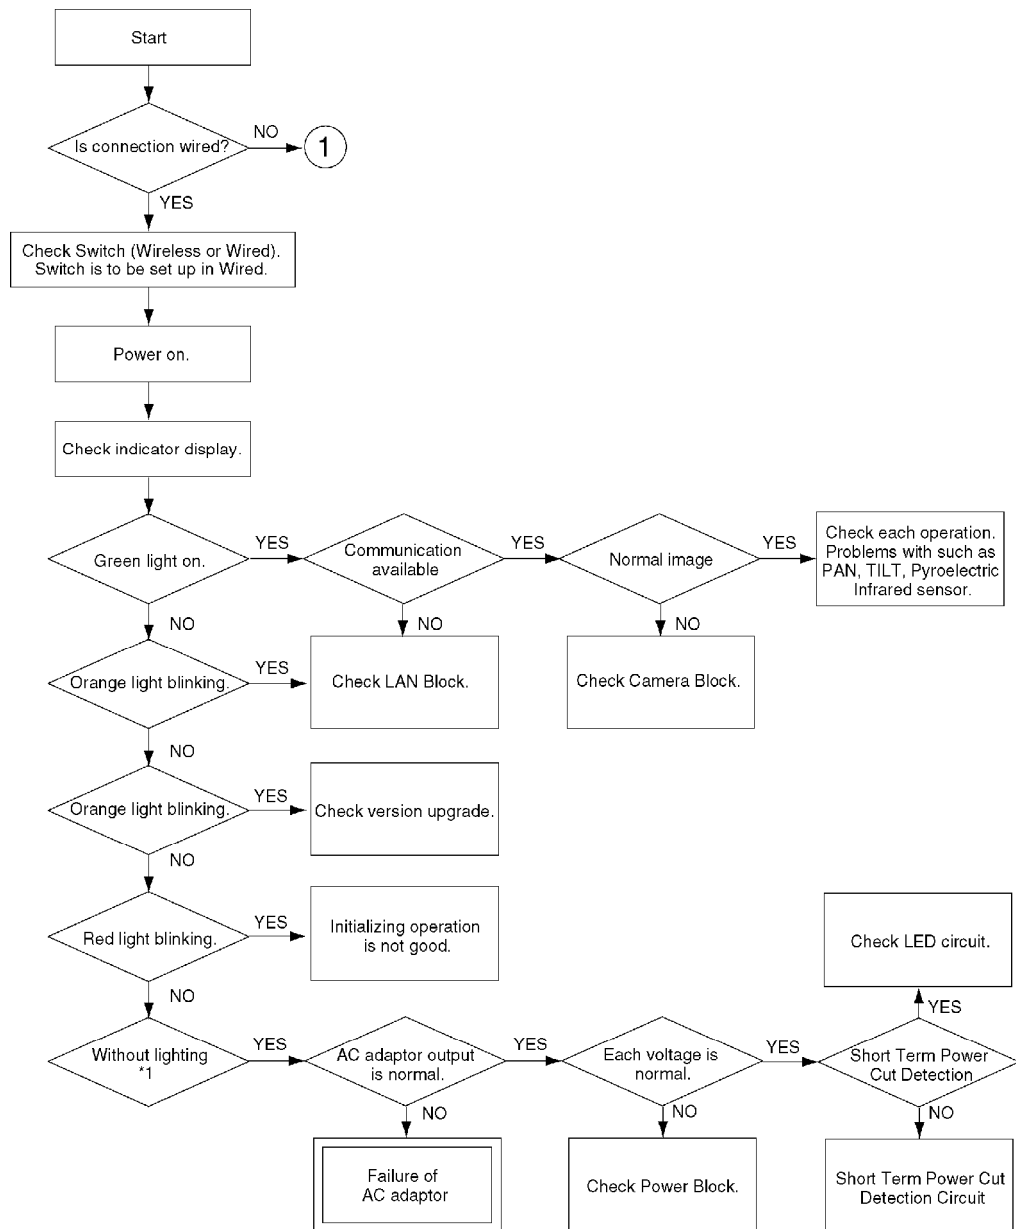 Start
Is connection wired?
NO
1
YES
Check Switch (Wireless or Wired).
Switch is to be set up in Wired.
Power on.
Check indicator display.
Green light on.
YES
Communication
available
YES
Normal image
YES
Check each operation.
Problems with such as
PAN, TILT, Pyroelectric
Infrared sensor.
NO
NO
NO
Orange light blinking.
YES
Check LAN Block.
Check Camera Block.
NO
Orange light blinking.
YES
Check version upgrade.
NO
Red light blinking.
YES
Initializing operation
is not good.
Check LED circuit.
NO
YES
Without lighting
*1
YES
AC adaptor output
is normal.
YES
Each voltage is
normal.
YES
Short Term Power
Cut Detection
NO
NO
NO
Failure of
AC adaptor
Check Power Block.
Short Term Power Cut
Detection Circuit